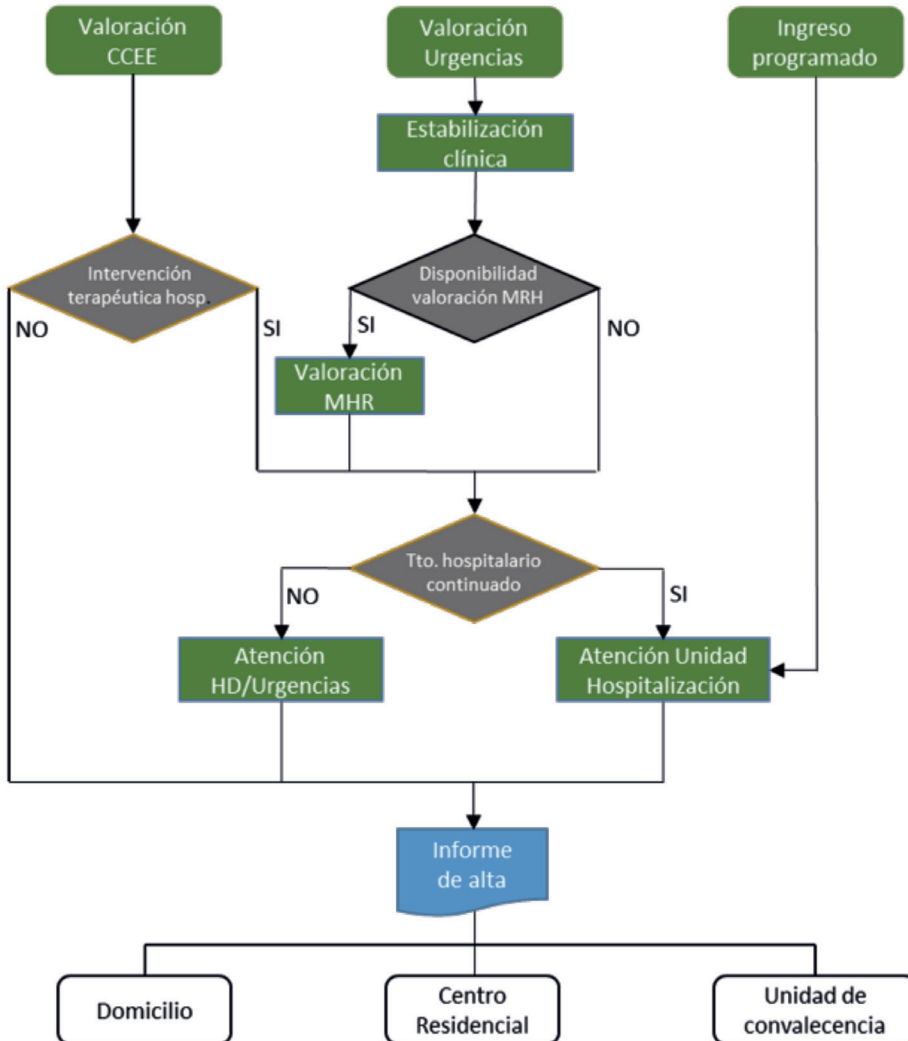 Valoración
CCEE
Valoración
Urgencias
Ingreso
programado
Estabilización
clínica
Intervención
terapéutica hosp.
Disponibilidad
valoración MRH
NO
SI
SI
NO
Valoración
MHR
Tto. hospitalario
continuado
NO
SI
Atención
HD/Urgencias
Atención Unidad
Hospitalización
Informe
de alta
Domicilio
Centro
Residencial
Unidad de
convalecencia